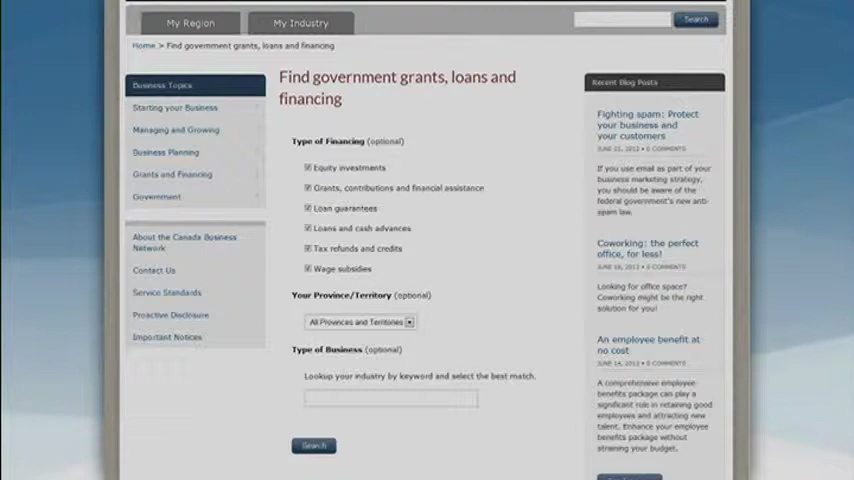 My Region
My Industry
Search
Home > Find government grants, loans and financing
Business Topics
Starting your Business
Managing and Growing
Business Planning
Grants and Financing
Government
About the Canada Business
Network
Contact Us
Service Standards
Proactive Disclosure
Important Notices
Find government grants, loans and
financing
Type of Financing (optional)
Equity investments
Grants, contributions and financial assistance
Loan guarantees
Loans and cash advances
Tax refunds and credits
Wage subsidies
Your Province/Territory (optional)
All Provinces and Territories
Type of Business (optional)
Lookup your industry by keyword and select the best match.
Search
Recent Blog Posts
Fighting spam: Protect
your business and
your customers
JUNE 21, 2012 • 0 COMMENTS
If you use email as part of your
business marketing strategy,
you should be aware of the
federal government's new anti-
spam law.
Coworking: the perfect
office, for less!
JUNE 18, 2012 • 0 COMMENTS
Looking for office space?
Coworking might be the right
solution for you!
An employee benefit at
no cost
JUNE 14, 2012 • 0 COMMENTS
A comprehensive employee
benefits package can play a
significant role in retaining good
employees and attracting new
talent. Enhance your employee
benefits package without
straining your budget.